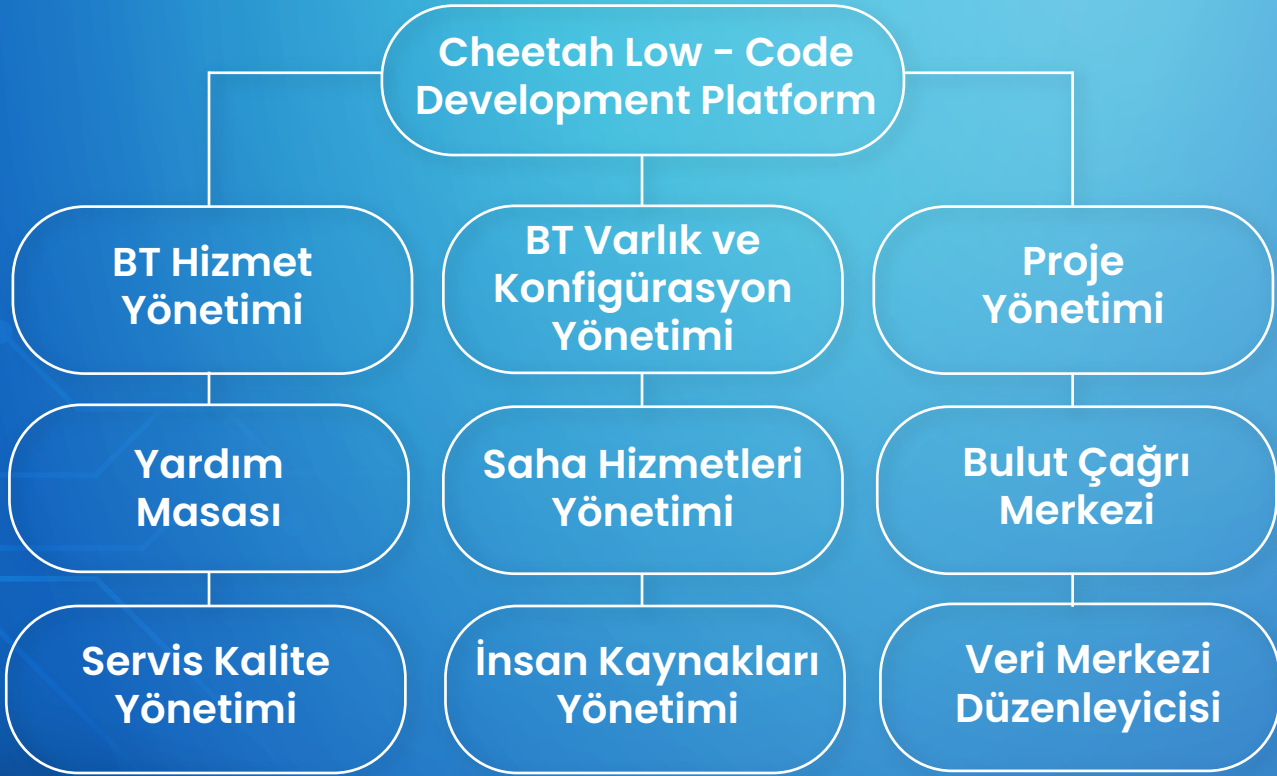 Cheetah Low - Code
Development Platform
BT Hizmet
Yönetimi
BT Varlık ve
Konfigürasyon
Yönetimi
Proje
Yönetimi
Yardım
Masası
Saha Hizmetleri
Yönetimi
Bulut Çağrı
Merkezi
Servis Kalite
Yönetimi
İnsan Kaynakları
Yönetimi
Veri Merkezi
Düzenleyicisi